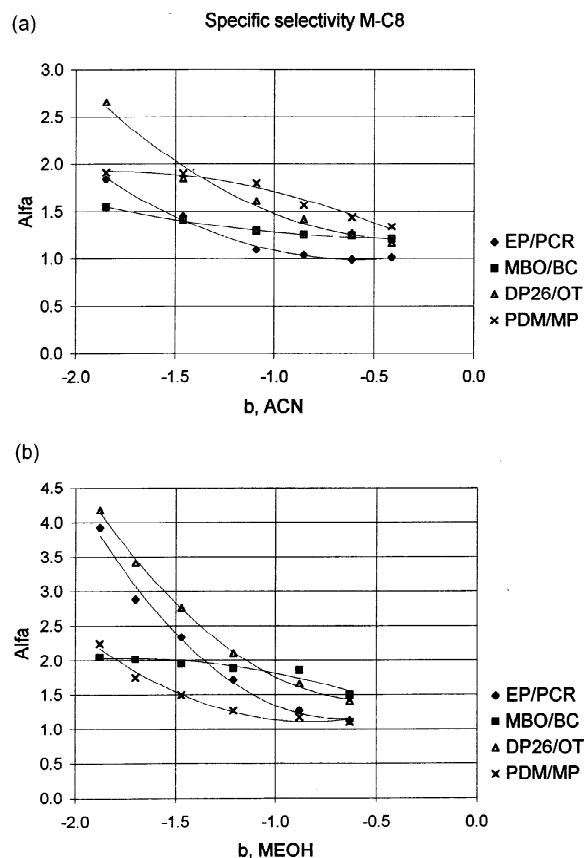 (a)
Specific selectivity M-C8
3.0
2.5
2.0
1.5
1.0
0.5
0.0
Alfa
-2.0 -1.5 -1.0 -0.5 0.0
b, ACN
EP/PCR
MBO/BC
DP26/OT
PDM/MP
(b)
4.5
4.0
3.5
3.0
2.5
2.0
1.5
1.0
0.5
0.0
Alfa
-2.0 -1.5 -1.0 -0.5 0.0
b, MEOH
EP/PCR
MBO/BC
DP26/OT
PDM/MP